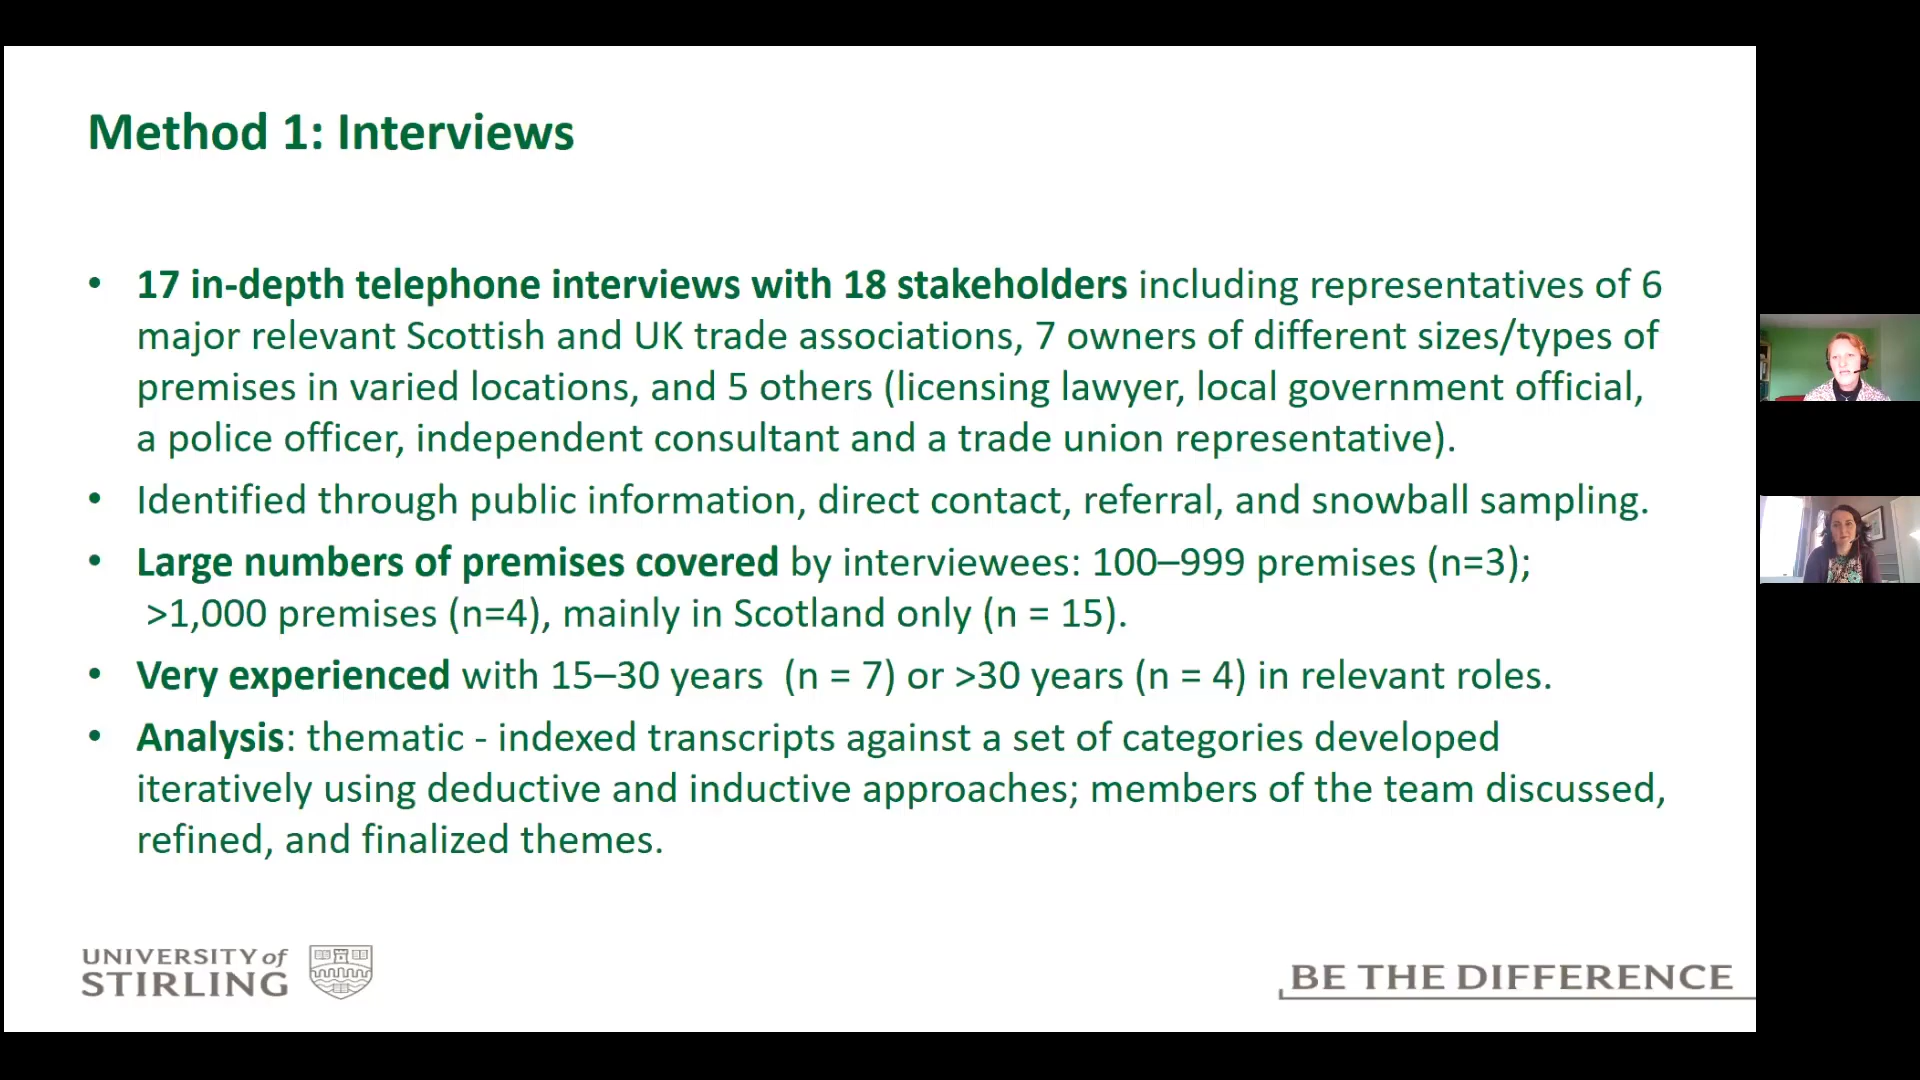 Method 1: Interviews
• 17 in-depth telephone interviews with 18 stakeholders including representatives of 6
major relevant Scottish and UK trade associations, 7 owners of different sizes/types of
premises in varied locations, and 5 others (licensing lawyer, local government official,
a police officer, independent consultant and a trade union representative).
• Identified through public information, direct contact, referral, and snowball sampling.
• Large numbers of premises covered by interviewees: 100–999 premises (n=3);
>1,000 premises (n=4), mainly in Scotland only (n = 15).
• Very experienced with 15–30 years (n = 7) or >30 years (n = 4) in relevant roles.
• Analysis: thematic - indexed transcripts against a set of categories developed
iteratively using deductive and inductive approaches; members of the team discussed,
refined, and finalized themes.
UNIVERSITY of
STIRLING
BE THE DIFFERENCE